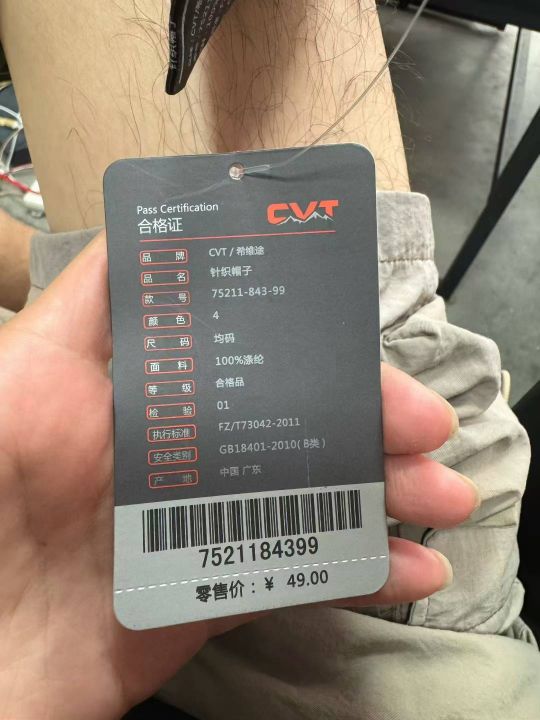 Pass Certification
合格证
CVT
品 牌 CVT / 希维途
品 名 针织帽子
款 号 75211-843-99
颜 色 4
尺 码 均码
面 料 100%涤纶
等 级 合格品
检 验 01
执行标准 FZ/T73042-2011
安全类别 GB18401-2010(B类)
产 地 中国 广东
7521184399
零售价：¥ 49.00